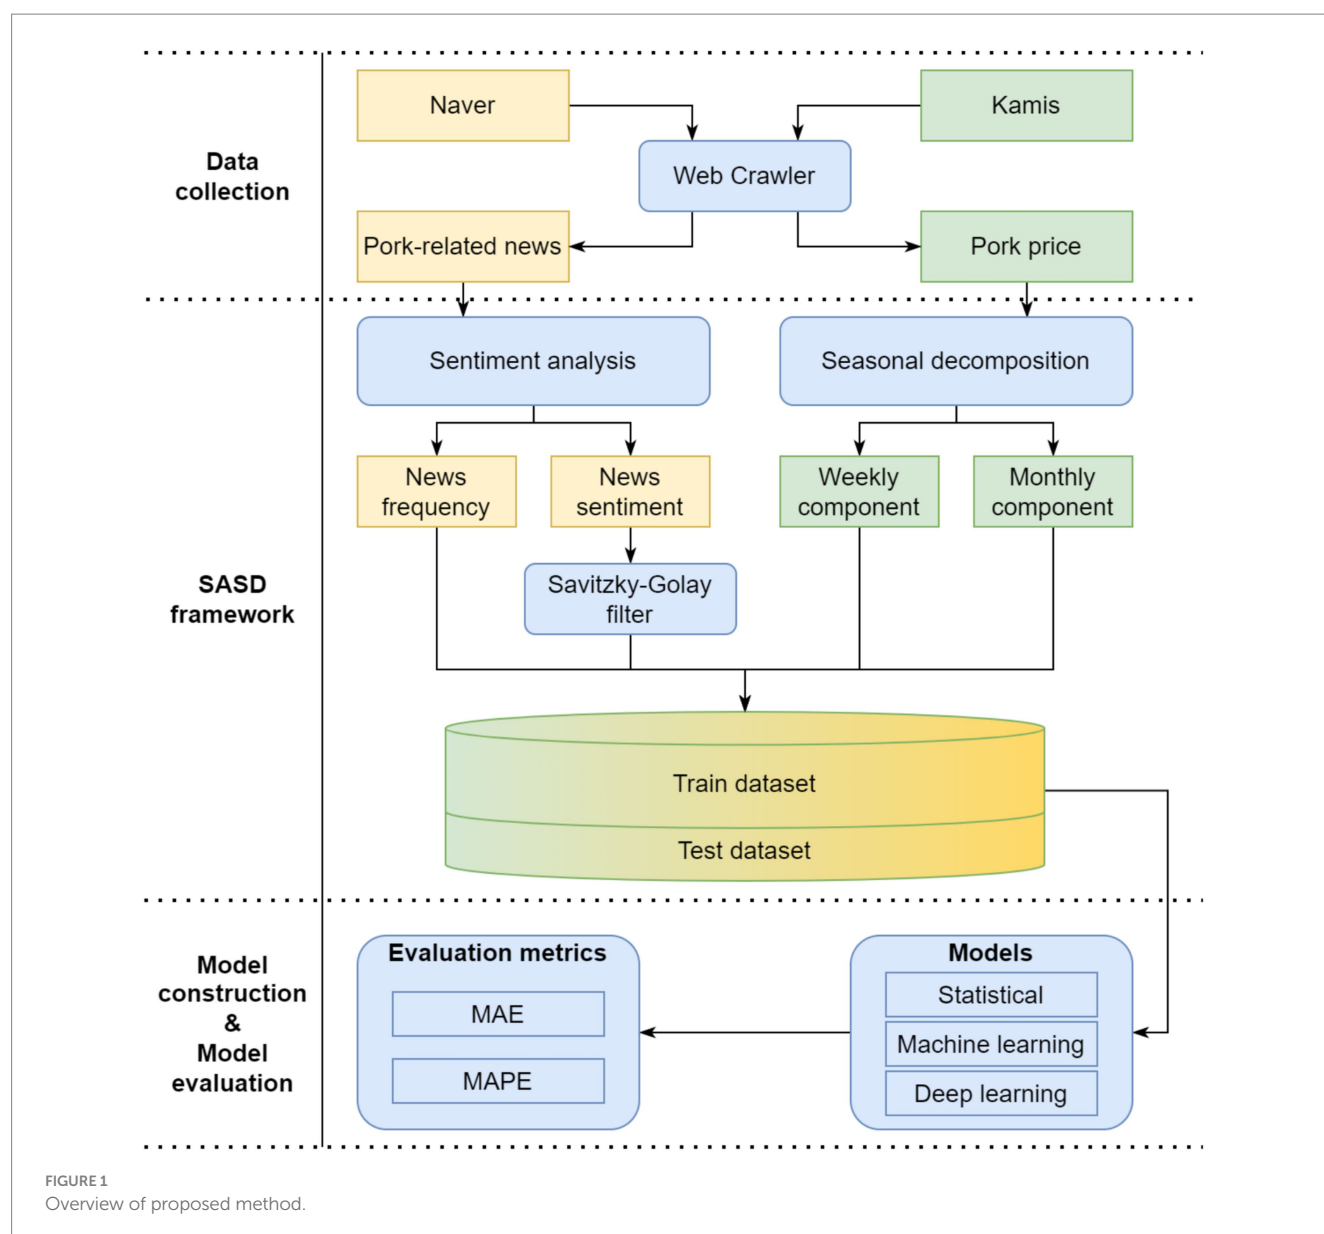 Data
collection
Naver
Kamis
Web Crawler
Pork-related news
Pork price
SASD
framework
Sentiment analysis
Seasonal decomposition
News
frequency
News
sentiment
Weekly
component
Monthly
component
Savitzky-Golay
filter
Train dataset
Test dataset
Model
construction
&
Model
evaluation
Evaluation metrics
MAE
MAPE
Models
Statistical
Machine learning
Deep learning
FIGURE 1
Overview of proposed method.